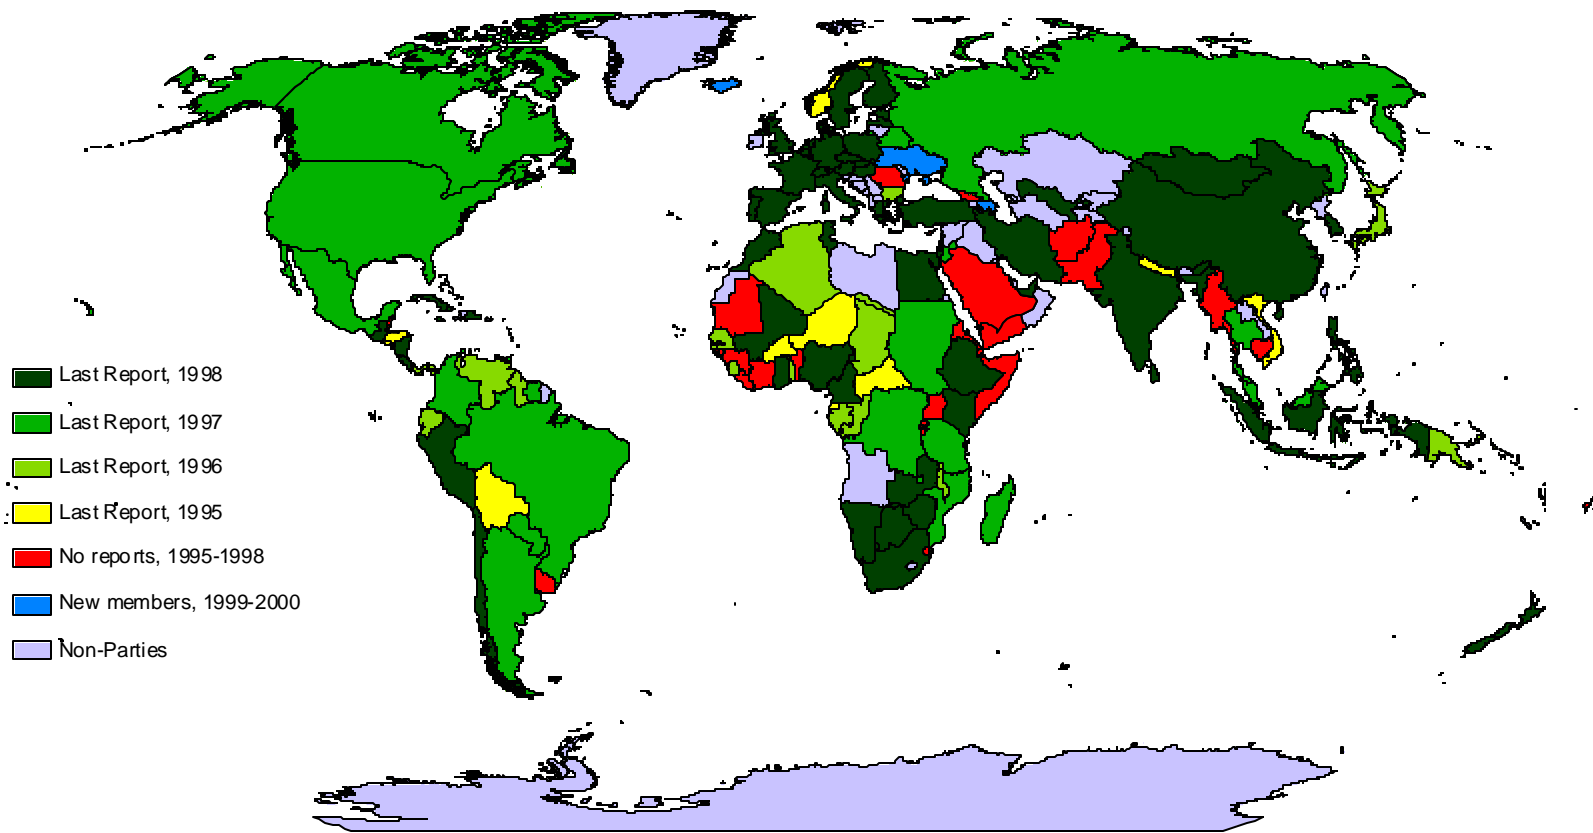 Last Report, 1998
Last Report, 1997
Last Report, 1996
Last Report, 1995
No reports, 1995-1998
New members, 1999-2000
Non-Parties